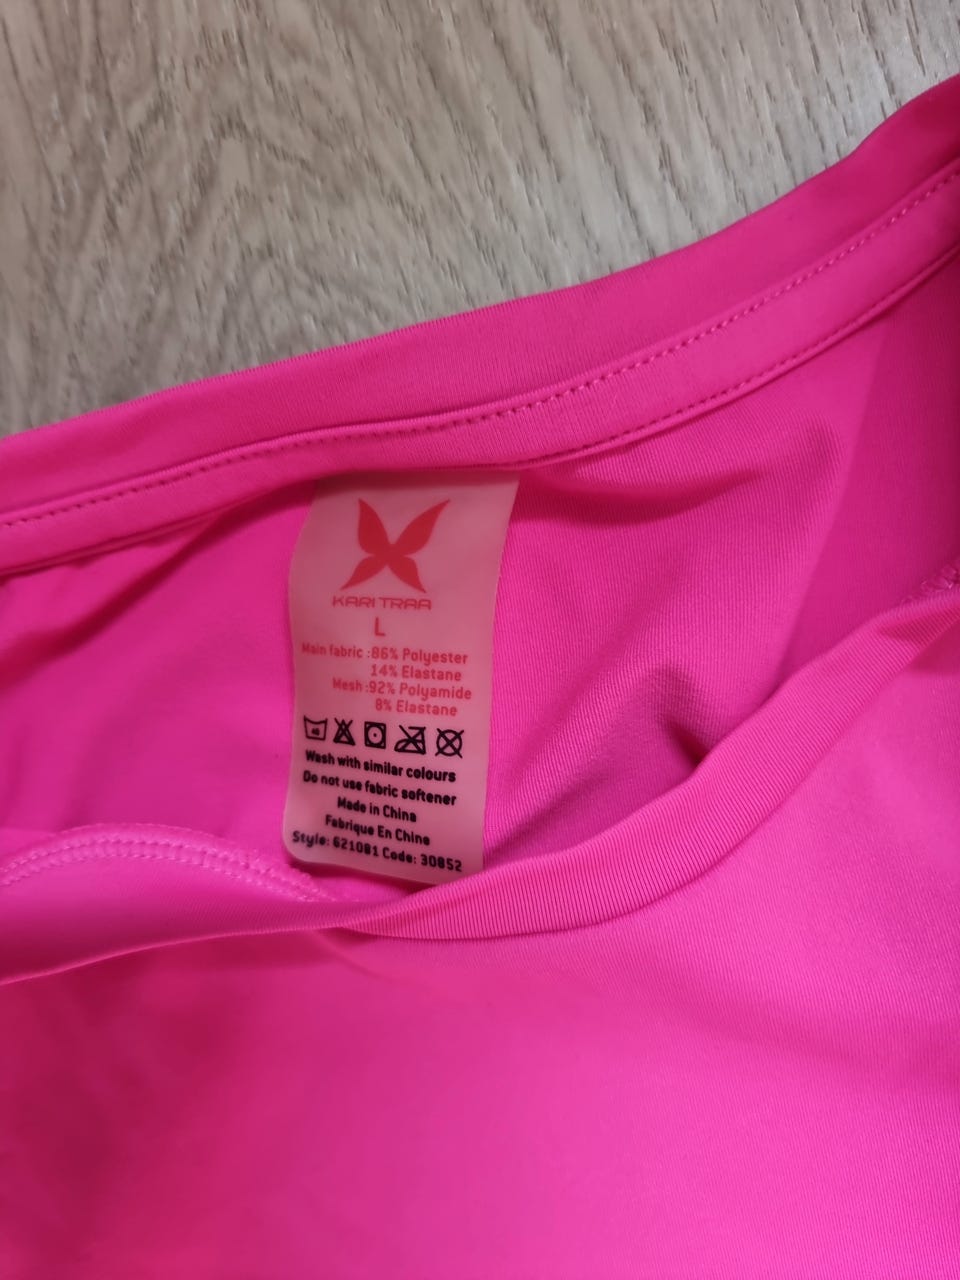 KARI TRAA
L
Main fabric :86% Polyester
14% Elastane
Mesh :92% Polyamide
8% Elastane
40
Wash with similar colours
Do not use fabric softener
Made in China
Fabrique En Chine
Style: 621081 Code: 30852